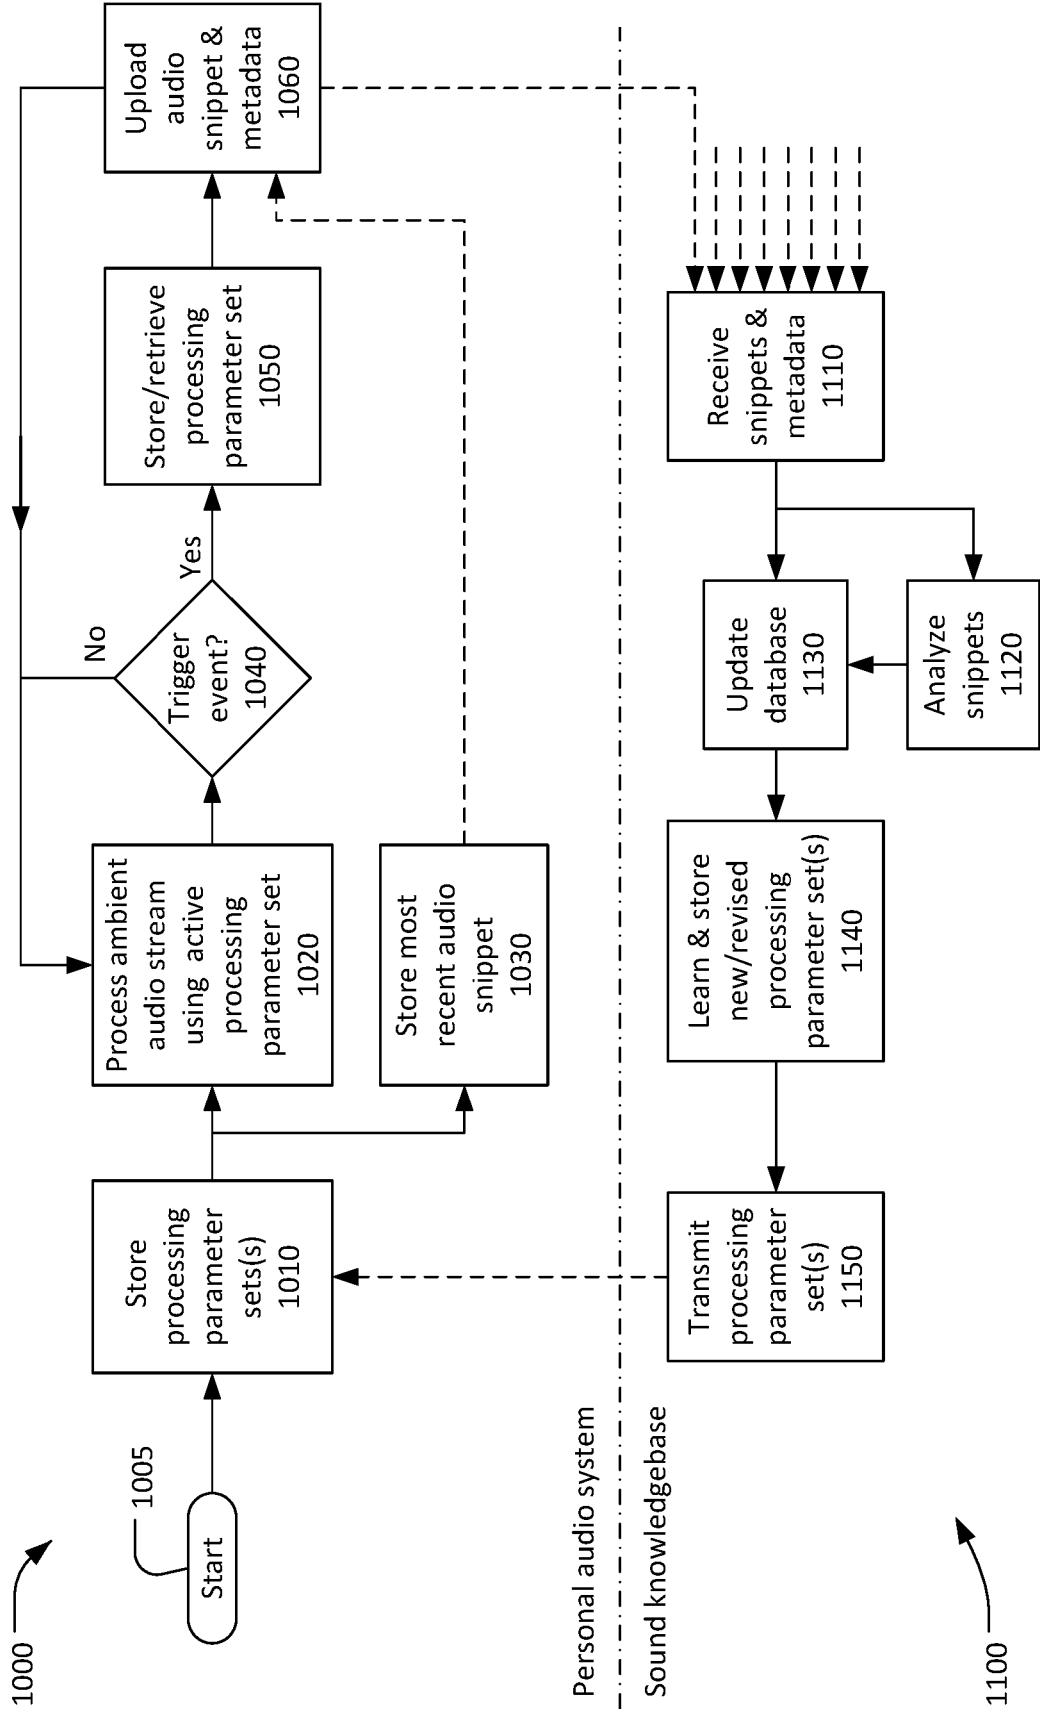 1000
1005
Start
Store
processing
parameter
sets(s)
1010
Process ambient
audio stream
using active
processing
parameter set
1020
Store most
recent audio
snippet
1030
Trigger
event?
1040
No
Yes
Store/retrieve
processing
parameter set
1050
Upload
audio
snippet &
metadata
1060
Personal audio system
Sound knowledgebase
1100
Transmit
processing
parameter
set(s)
1150
Learn & store
new/revised
processing
parameter set(s)
1140
Update
database
1130
Analyze
snippets
1120
Receive
snippets &
metadata
1110